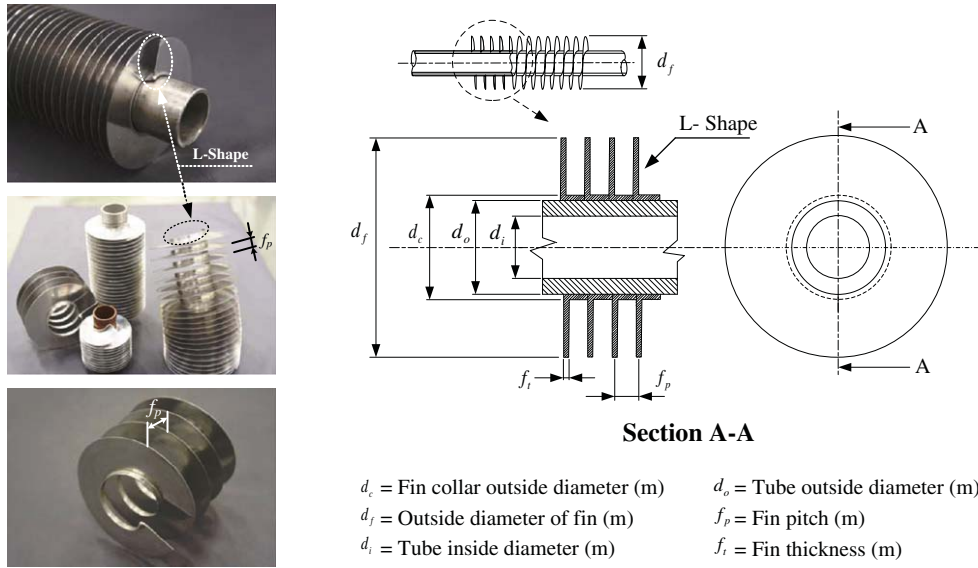 L-Shape
f_p
f_p
d_f
L- Shape
A
d_f
d_c
d_o
d_i
f_t
f_p
A
Section A-A
d_c = Fin collar outside diameter (m)
d_f = Outside diameter of fin (m)
d_i = Tube inside diameter (m)
d_o = Tube outside diameter (m)
f_p = Fin pitch (m)
f_t = Fin thickness (m)